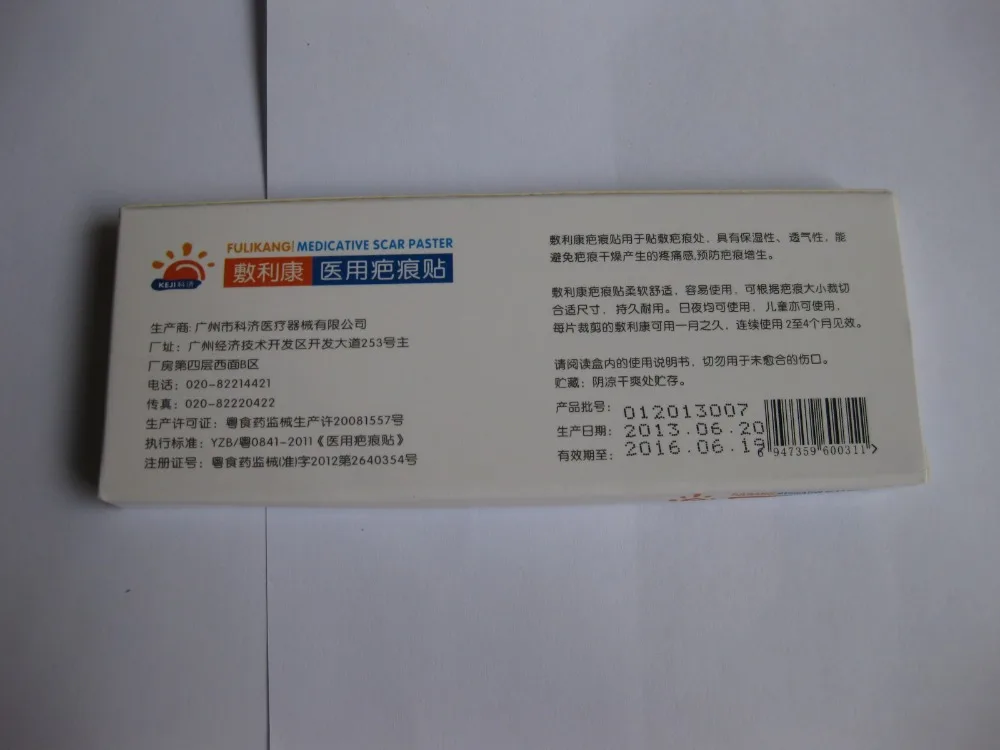 FULIKANG MEDICATIVE SCAR PASTER
敷利康 医用疤痕贴
KEJI 科济
生产商：广州市科济医疗器械有限公司
厂址：广州经济技术开发区开发大道253号主
厂房第四层西面B区
电话：020-82214421
传真：020-82220422
生产许可证：粤食药监械生产许20081557号
执行标准：YZB/粤0841-2011《医用疤痕贴》
注册证号：粤食药监械(准)字2012第2640354号
敷利康疤痕贴用于贴敷疤痕处，具有保湿性、透气性，能
避免疤痕干燥产生的疼痛感,预防疤痕增生。
敷利康疤痕贴柔软舒适，容易使用，可根据疤痕大小裁切
合适尺寸，持久耐用。日夜均可使用，儿童亦可使用，
每片裁剪的敷利康可用一月之久，连续使用2至4个月见效。
请阅读盒内的使用说明书，切勿用于未愈合的伤口。
贮藏：阴凉干爽处贮存。
产品批号：012013007
生产日期：2013.06.20
有效期至：2016.06.19
6 947359 600311 >